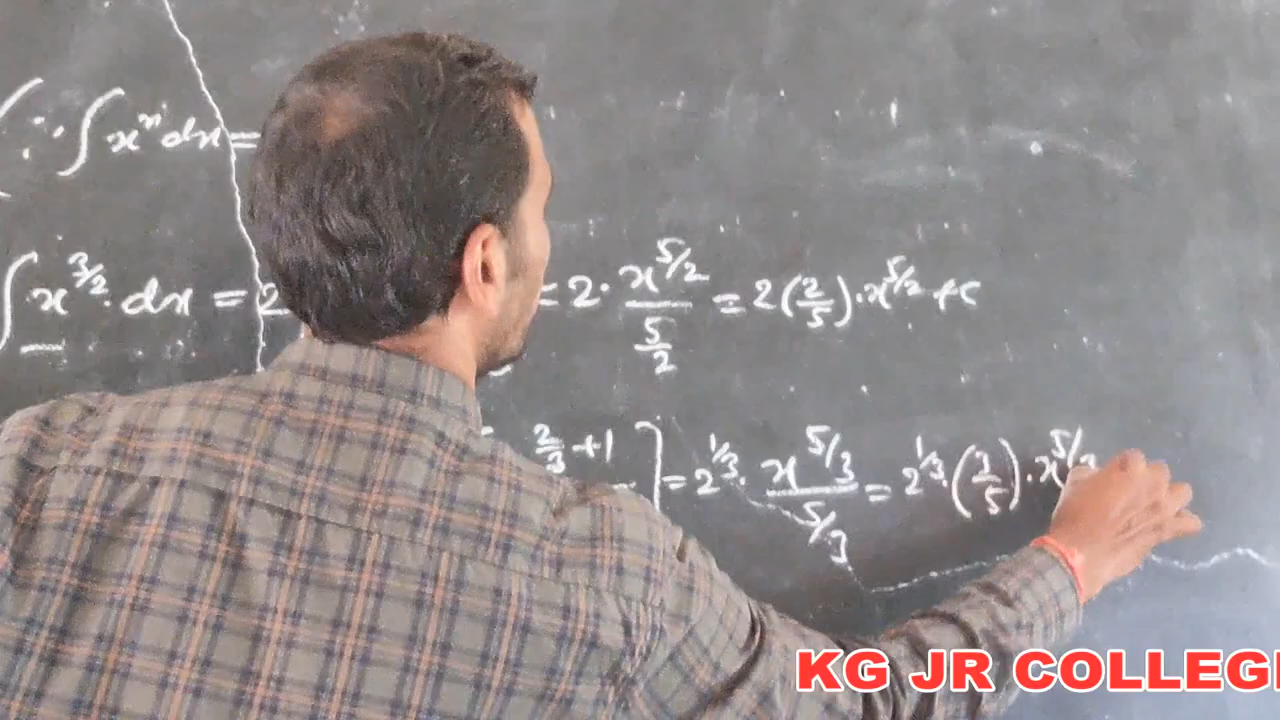 (∵ ∫ xⁿ dx =
∫ x^3/2 · dx = 2 = 2 · x^5/2 / (5/2) = 2(2/5) · x^5/2 + c
2/3 + 1 ] = 2^1/3 · x^5/3 / (5/3) = 2^1/3 · (3/5) · x^5/3
KG JR COLLEG